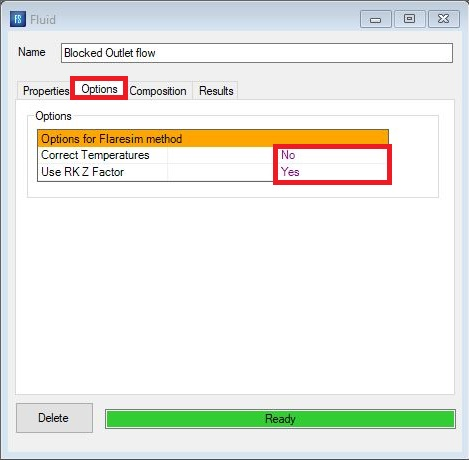 FS Fluid
Name Blocked Outlet flow
Properties Options Composition Results
Options
Options for Flaresim method
Correct Temperatures No
Use RK Z Factor Yes
Delete Ready